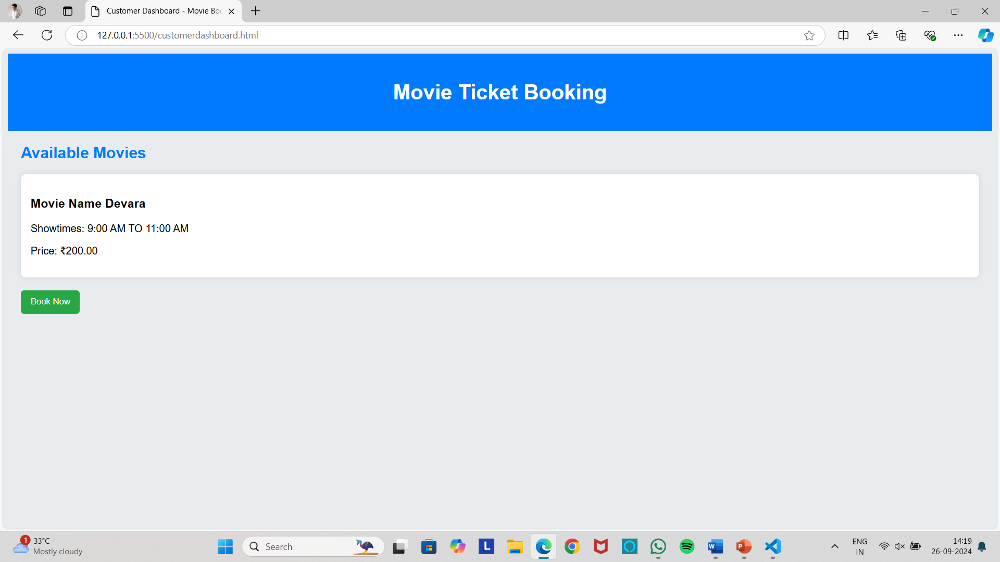 Customer Dashboard - Movie Boo
127.0.0.1:5500/customerdashboard.html
Movie Ticket Booking
Available Movies
Movie Name Devara
Showtimes: 9:00 AM TO 11:00 AM
Price: ₹200.00
Book Now
1
33°C
Mostly cloudy
Search
L
W
P
ENG
IN
14:19
26-09-2024